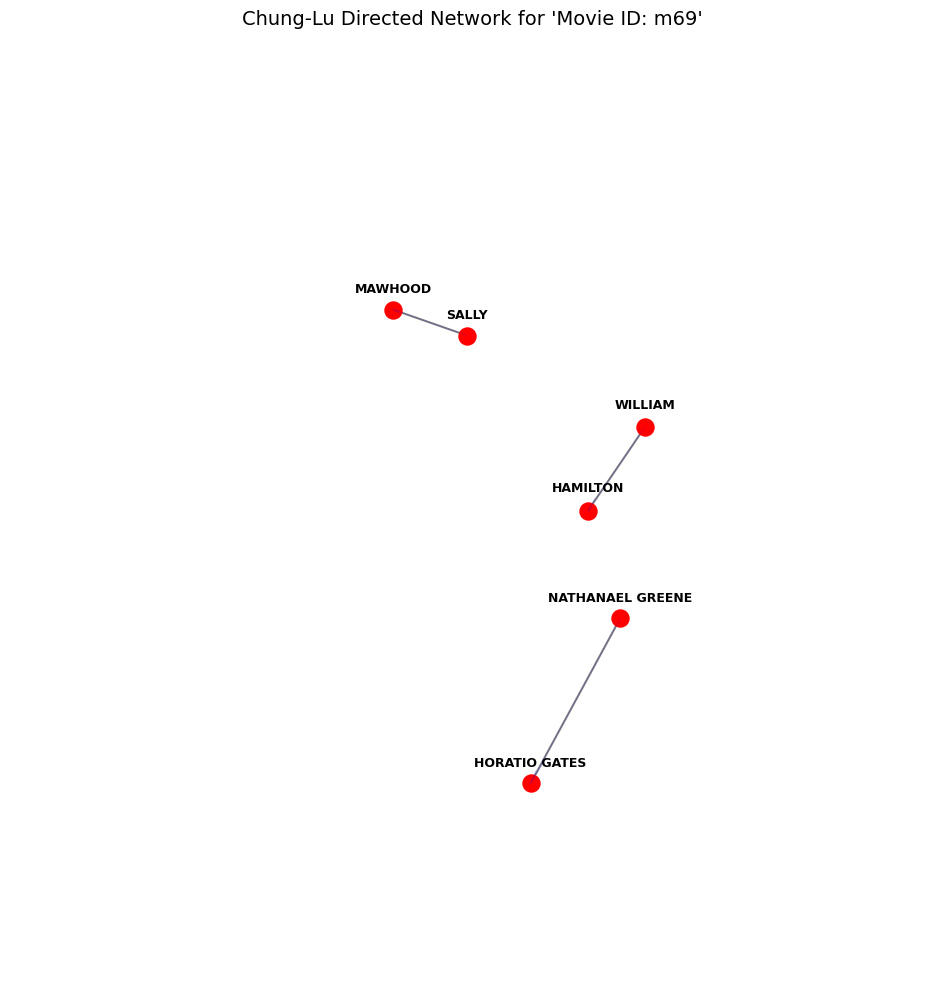 Chung-Lu Directed Network for 'Movie ID: m69'
MAWHOOD
SALLY
WILLIAM
HAMILTON
NATHANAEL GREENE
HORATIO GATES